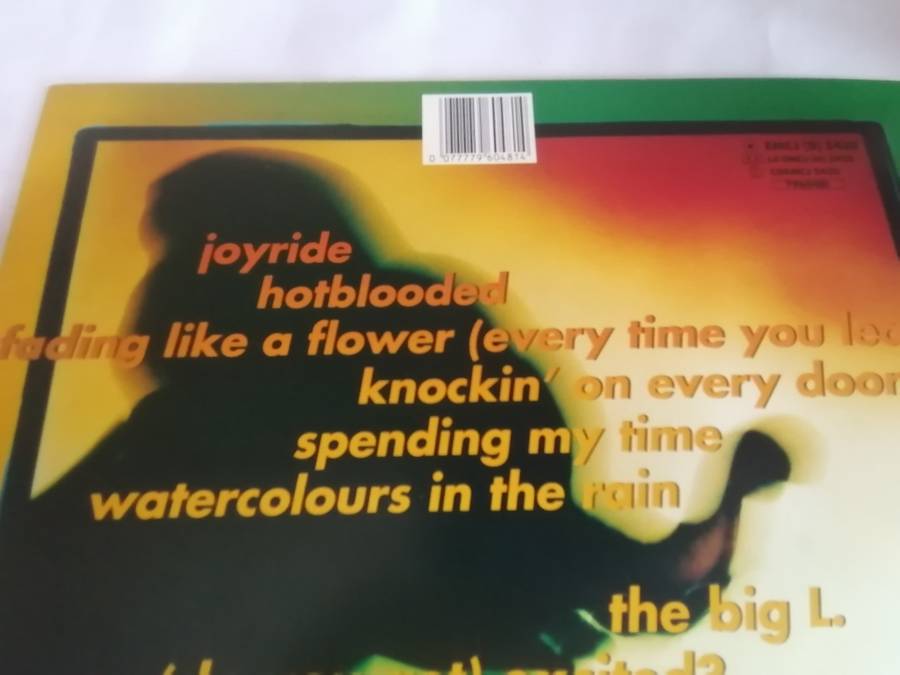 0 077779 604814
joyride
hotblooded
fading like a flower (every time you lea
knockin' on every door
spending my time
watercolours in the rain
the big L.
excited?